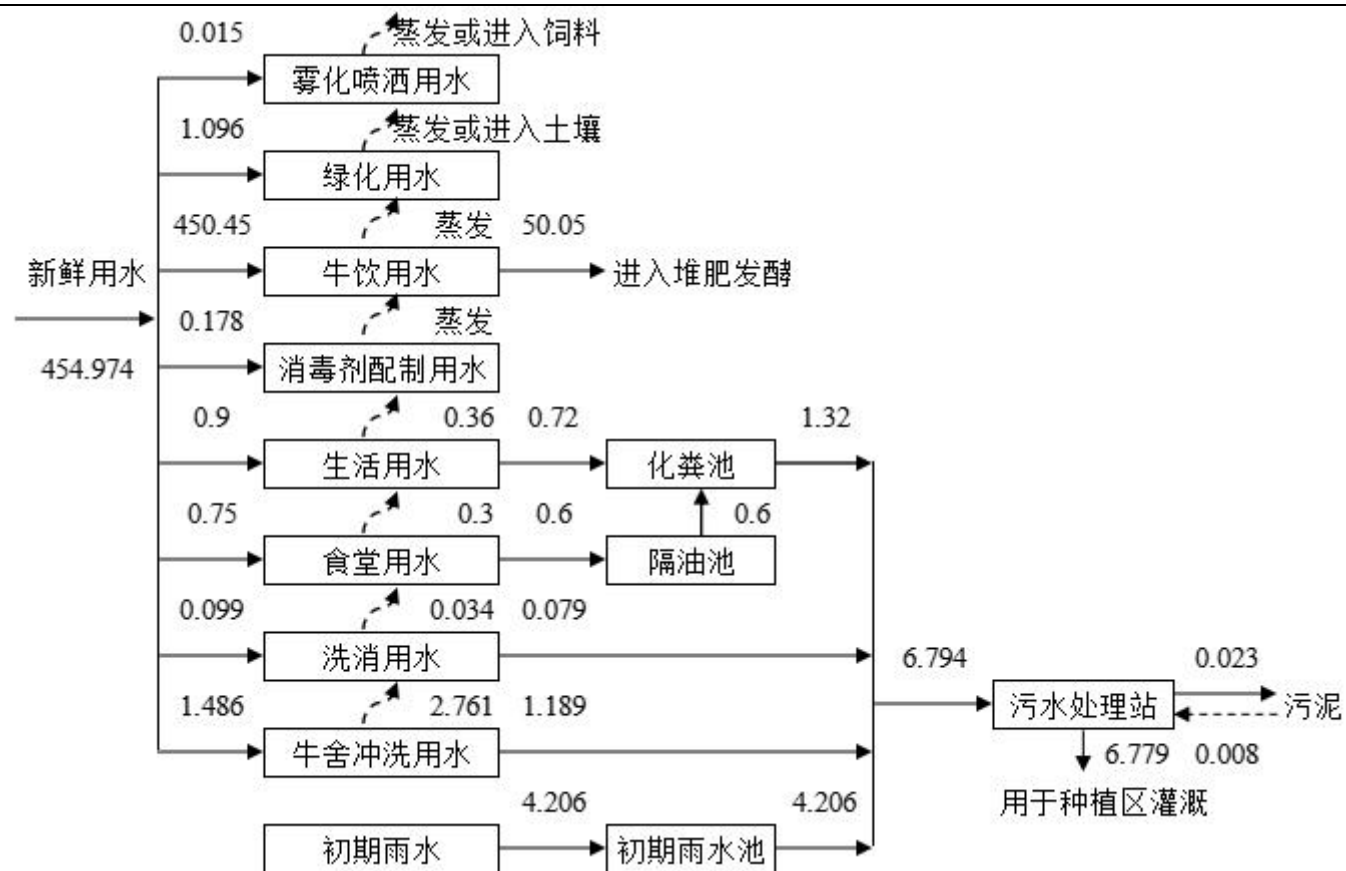 0.015
蒸发或进入饲料
雾化喷洒用水
1.096
蒸发或进入土壤
绿化用水
450.45
蒸发
50.05
新鲜用水
牛饮用水
进入堆肥发酵
0.178
蒸发
454.974
消毒剂配制用水
0.9
0.36
0.72
1.32
生活用水
化粪池
0.75
0.3
0.6
0.6
食堂用水
隔油池
0.099
0.034
0.079
洗消用水
6.794
0.023
1.486
2.761
1.189
污水处理站
污泥
牛舍冲洗用水
6.779
0.008
4.206
4.206
用于种植区灌溉
初期雨水
初期雨水池